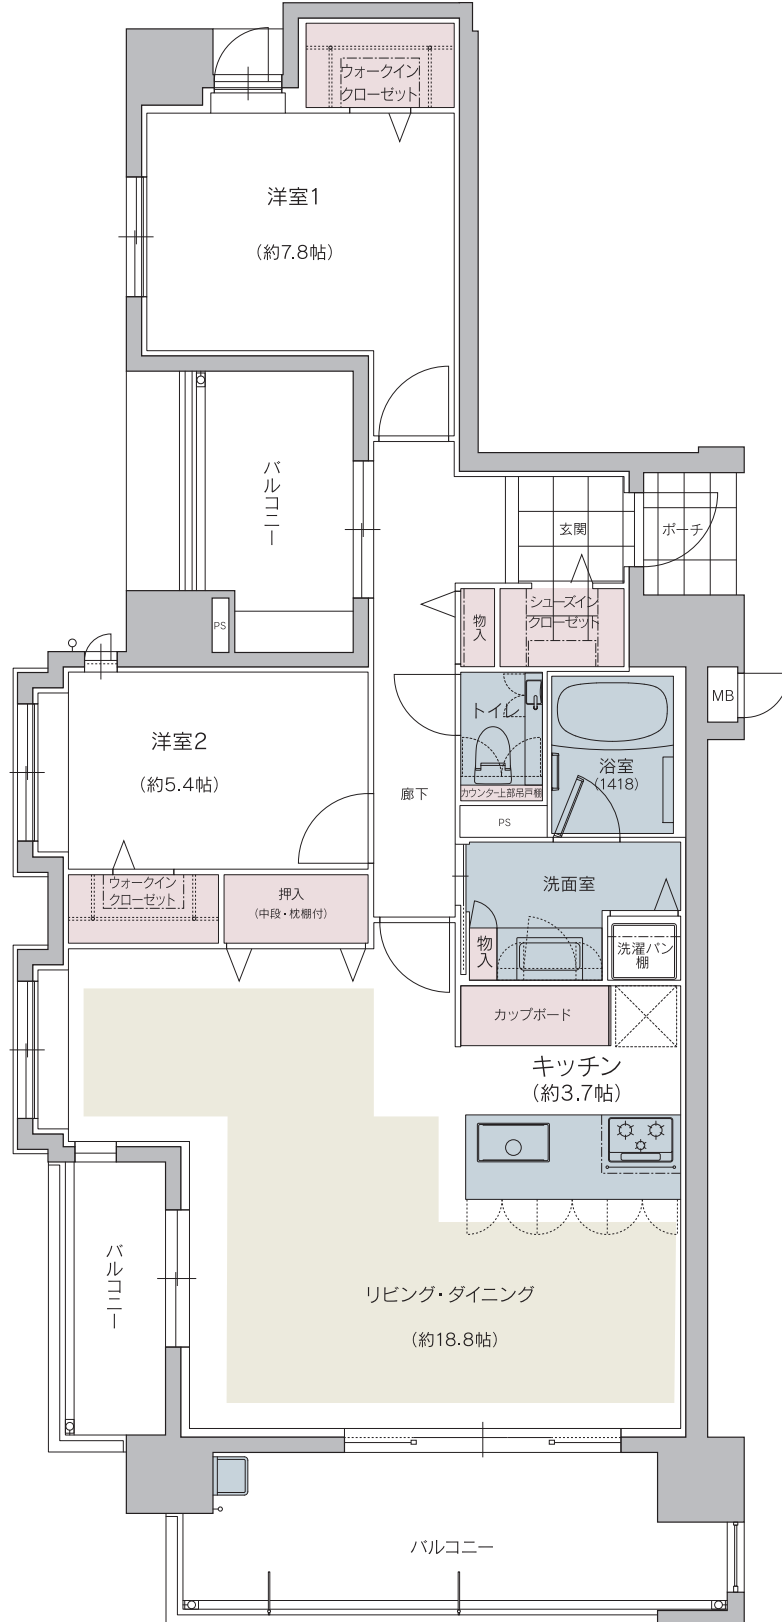 ウォークイン
クローゼット
洋室1
(約7.8帖)
バルコニー
玄関
ポーチ
物入
シューズイン
クローゼット
PS
トイレ
MB
洋室2
(約5.4帖)
浴室
(1418)
廊下
カウンター上部吊戸棚
PS
ウォークイン
クローゼット
押入
(中段・枕棚付)
洗面室
物入
洗濯パン
棚
カップボード
キッチン
(約3.7帖)
バルコニー
リビング・ダイニング
(約18.8帖)
バルコニー